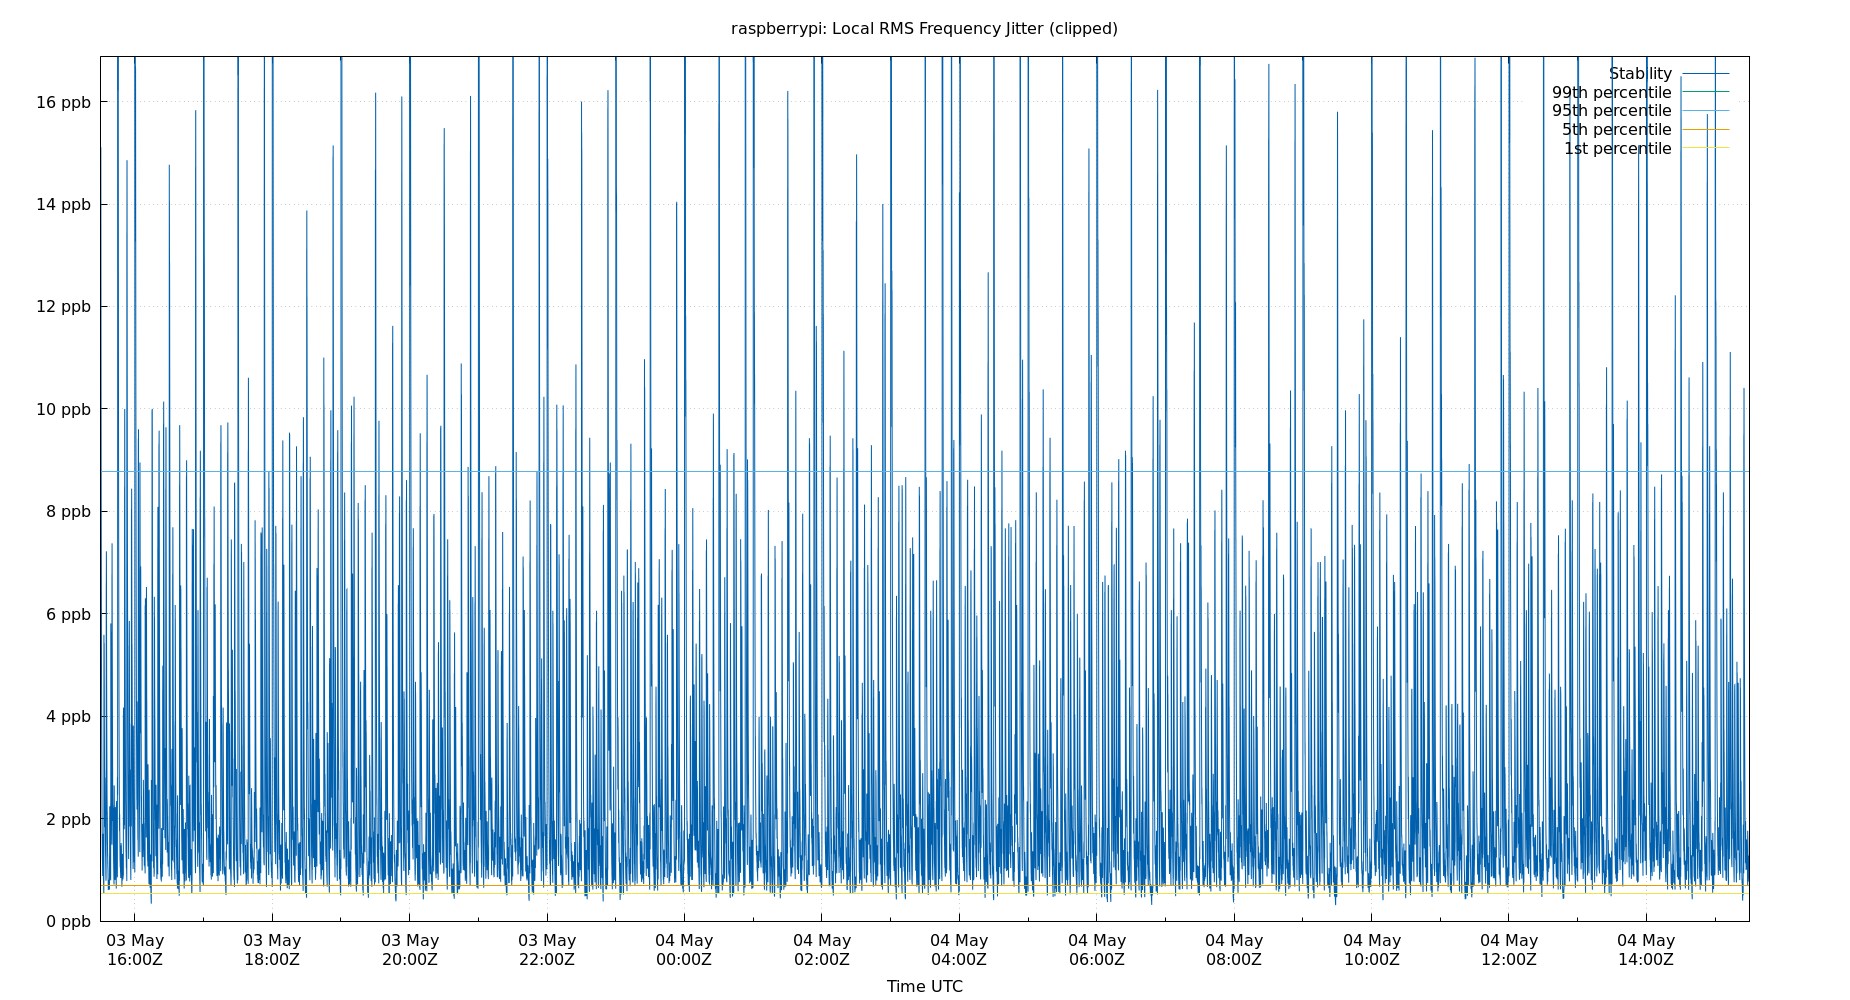 raspberrypi: Local RMS Frequency Jitter (clipped)
Stability
99th percentile
95th percentile
5th percentile
1st percentile
16 ppb
14 ppb
12 ppb
10 ppb
8 ppb
6 ppb
4 ppb
2 ppb
0 ppb
03 May 03 May 03 May 03 May 04 May 04 May 04 May 04 May 04 May 04 May 04 May 04 May
16:00Z 18:00Z 20:00Z 22:00Z 00:00Z 02:00Z 04:00Z 06:00Z 08:00Z 10:00Z 12:00Z 14:00Z
Time UTC